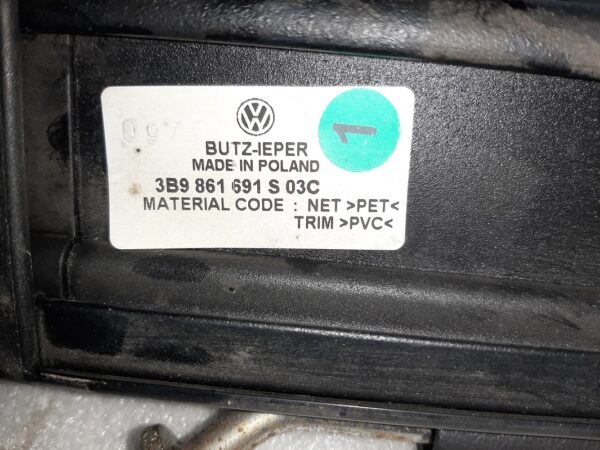 BUTZ-IEPER
MADE IN POLAND
3B9 861 691 S 03C
MATERIAL CODE : NET >PET<
TRIM >PVC<
1